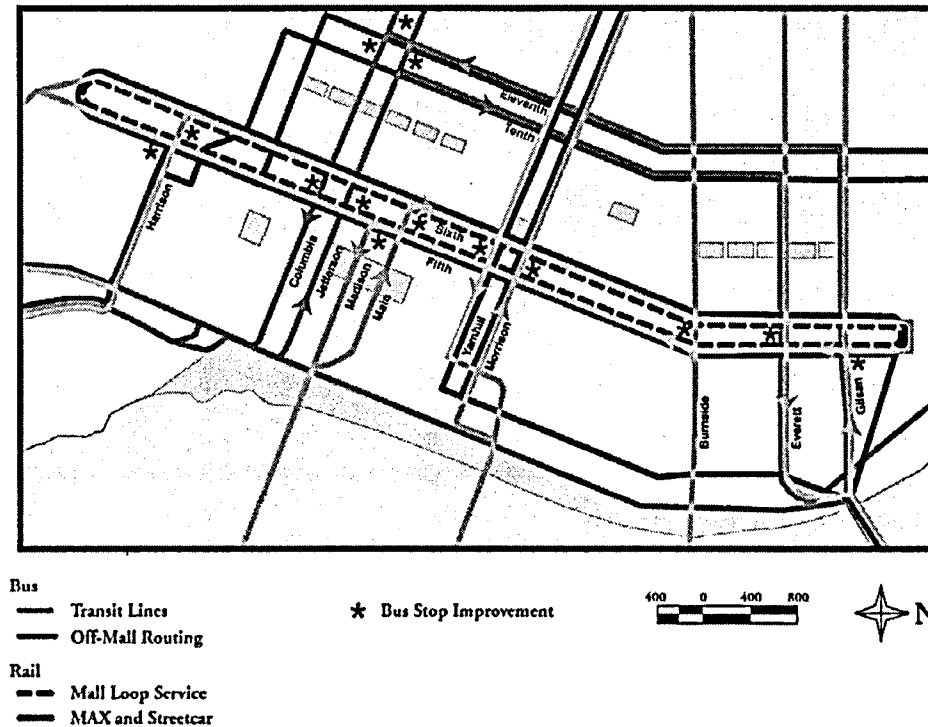 Eleventh
Tenth
Harrison
Columbia
Jefferson
Madison
Main
Sixth
Fifth
Yamhill
Morrison
Burnside
Everett
Glisan
Bus
Transit Lines
Off-Mall Routing
Bus Stop Improvement
400 0 400 800
N
Rail
Mall Loop Service
MAX and Streetcar